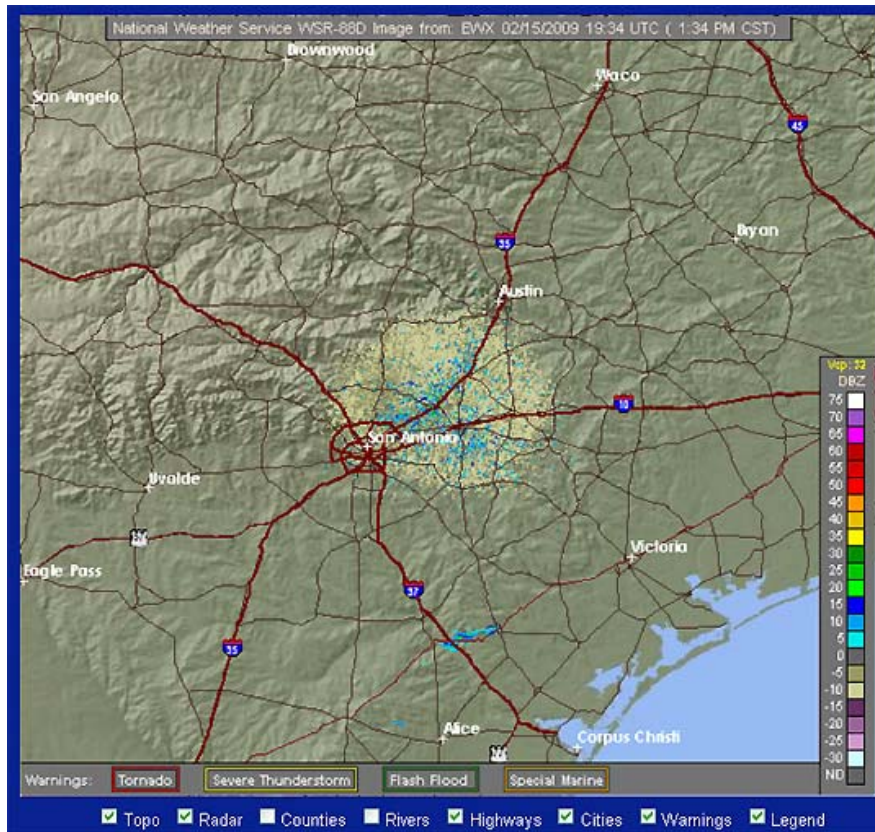 National Weather Service WSR-88D Image from: EWX 02/15/2009 19:34 UTC ( 1:34 PM CST)
Brownwood
Waco
San Angelo
45
Bryan
35
Austin
10
San Antonio
Uvalde
Victoria
Eagle Pass
37
35
Alice
Corpus Christi
Vcp: 32
DBZ
75
70
65
60
55
50
45
40
35
30
25
20
15
10
5
0
-5
-10
-15
-20
-25
-30
ND
Warnings: Tornado Severe Thunderstorm Flash Flood Special Marine
Topo Radar Counties Rivers Highways Cities Warnings Legend